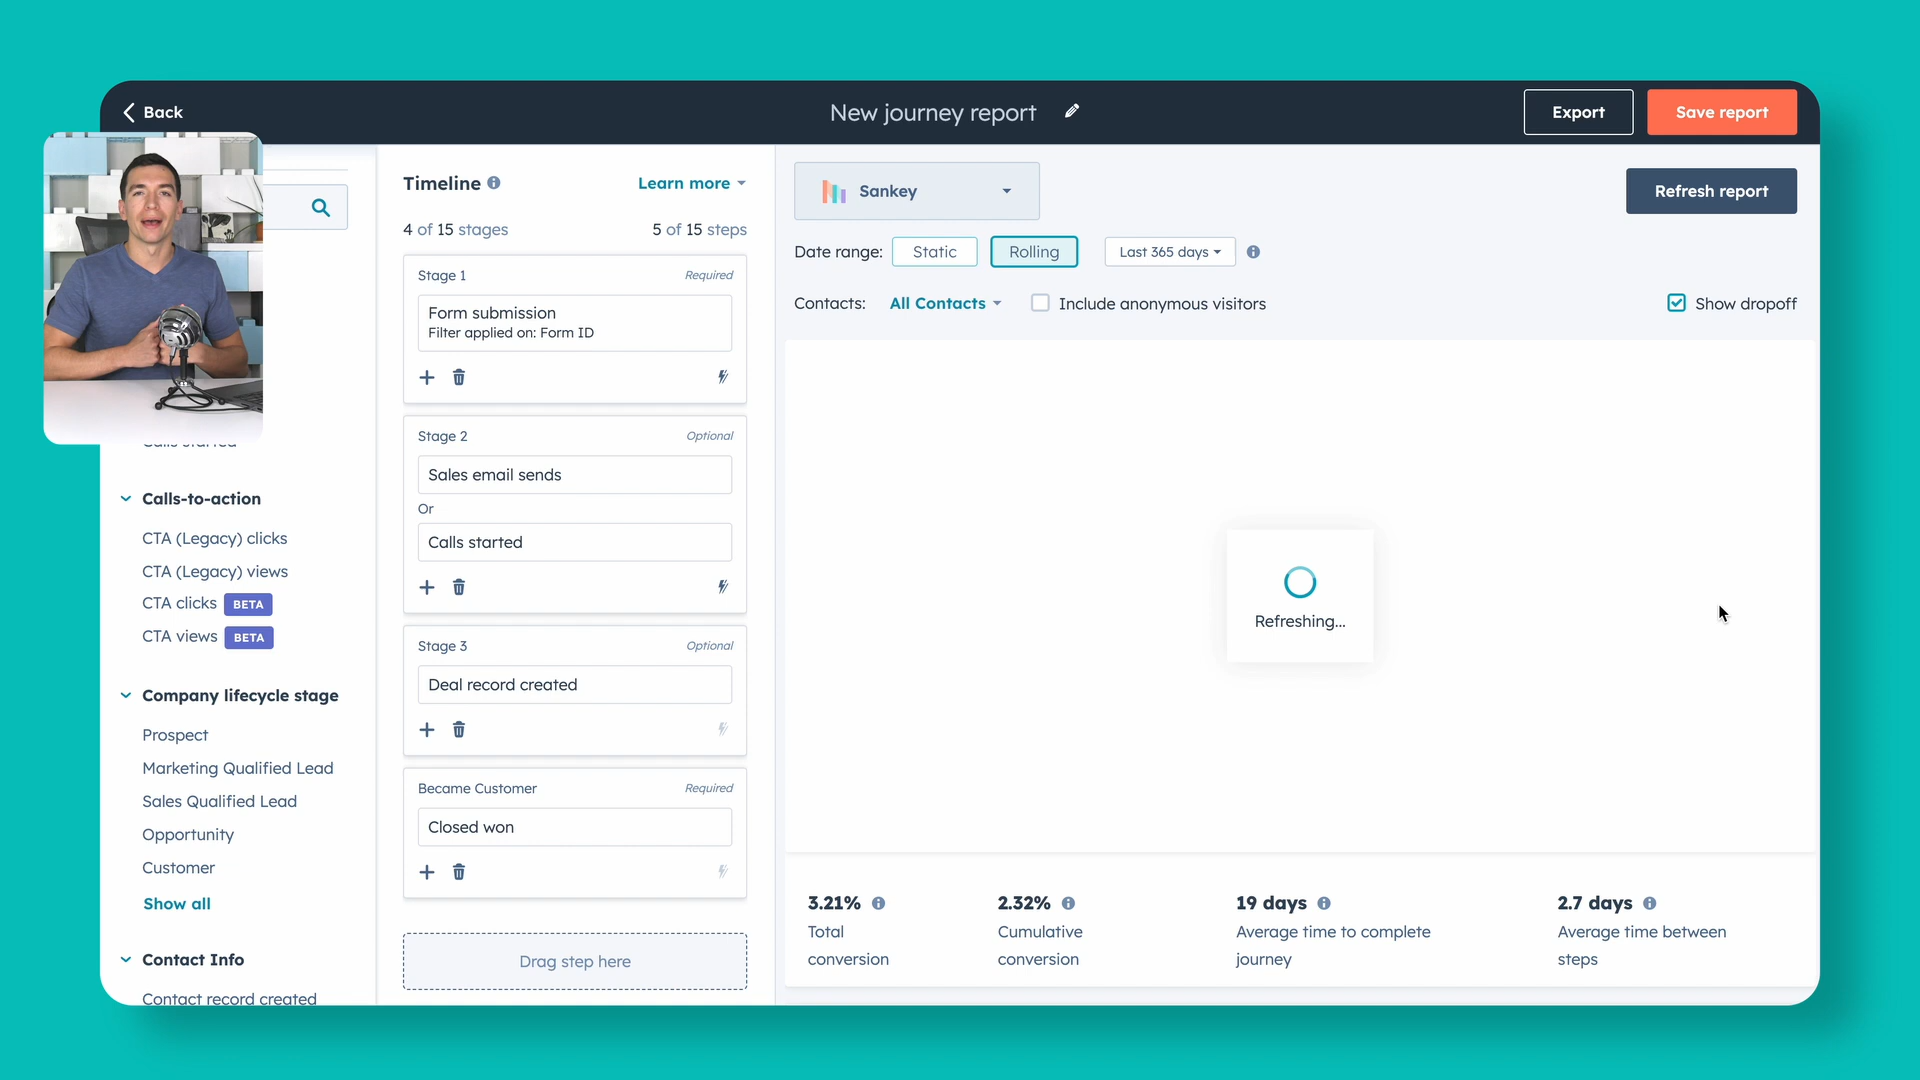 Back
New journey report
Export
Save report
Calls started
Calls-to-action
CTA (Legacy) clicks
CTA (Legacy) views
CTA clicks BETA
CTA views BETA
Company lifecycle stage
Prospect
Marketing Qualified Lead
Sales Qualified Lead
Opportunity
Customer
Show all
Contact Info
Contact record created
Timeline
Learn more
4 of 15 stages
5 of 15 steps
Stage 1
Required
Form submission
Filter applied on: Form ID
Stage 2
Optional
Sales email sends
Or
Calls started
Stage 3
Optional
Deal record created
Became Customer
Required
Closed won
Drag step here
Sankey
Refresh report
Date range:
Static
Rolling
Last 365 days
Contacts:
All Contacts
Include anonymous visitors
Show dropoff
Refreshing...
3.21%
Total
conversion
2.32%
Cumulative
conversion
19 days
Average time to complete
journey
2.7 days
Average time between
steps